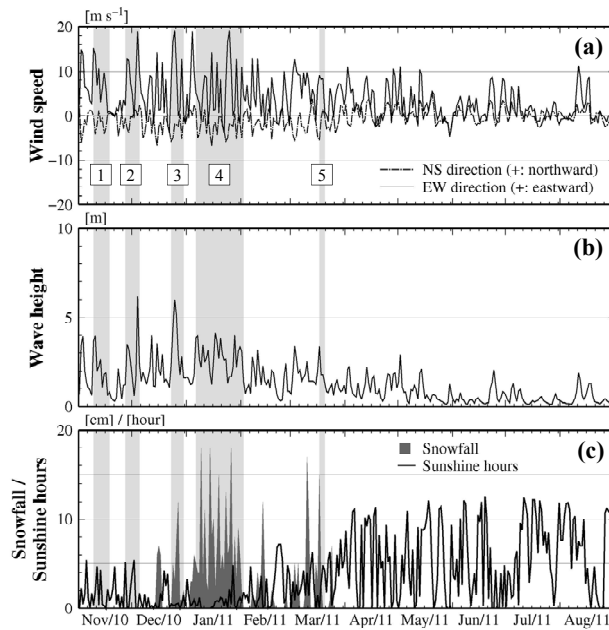 [m s⁻¹]
20
(a)
10
0
-10
-20
Wind speed
1 2 3 4 5
NS direction (+: northward)
EW direction (+: eastward)
[m]
10
(b)
5
0
Wave height
[cm] / [hour]
20
(c)
15
10
5
0
Snowfall /
Sunshine hours
Snowfall
Sunshine hours
Nov/10 Dec/10 Jan/11 Feb/11 Mar/11 Apr/11 May/11 Jun/11 Jul/11 Aug/11